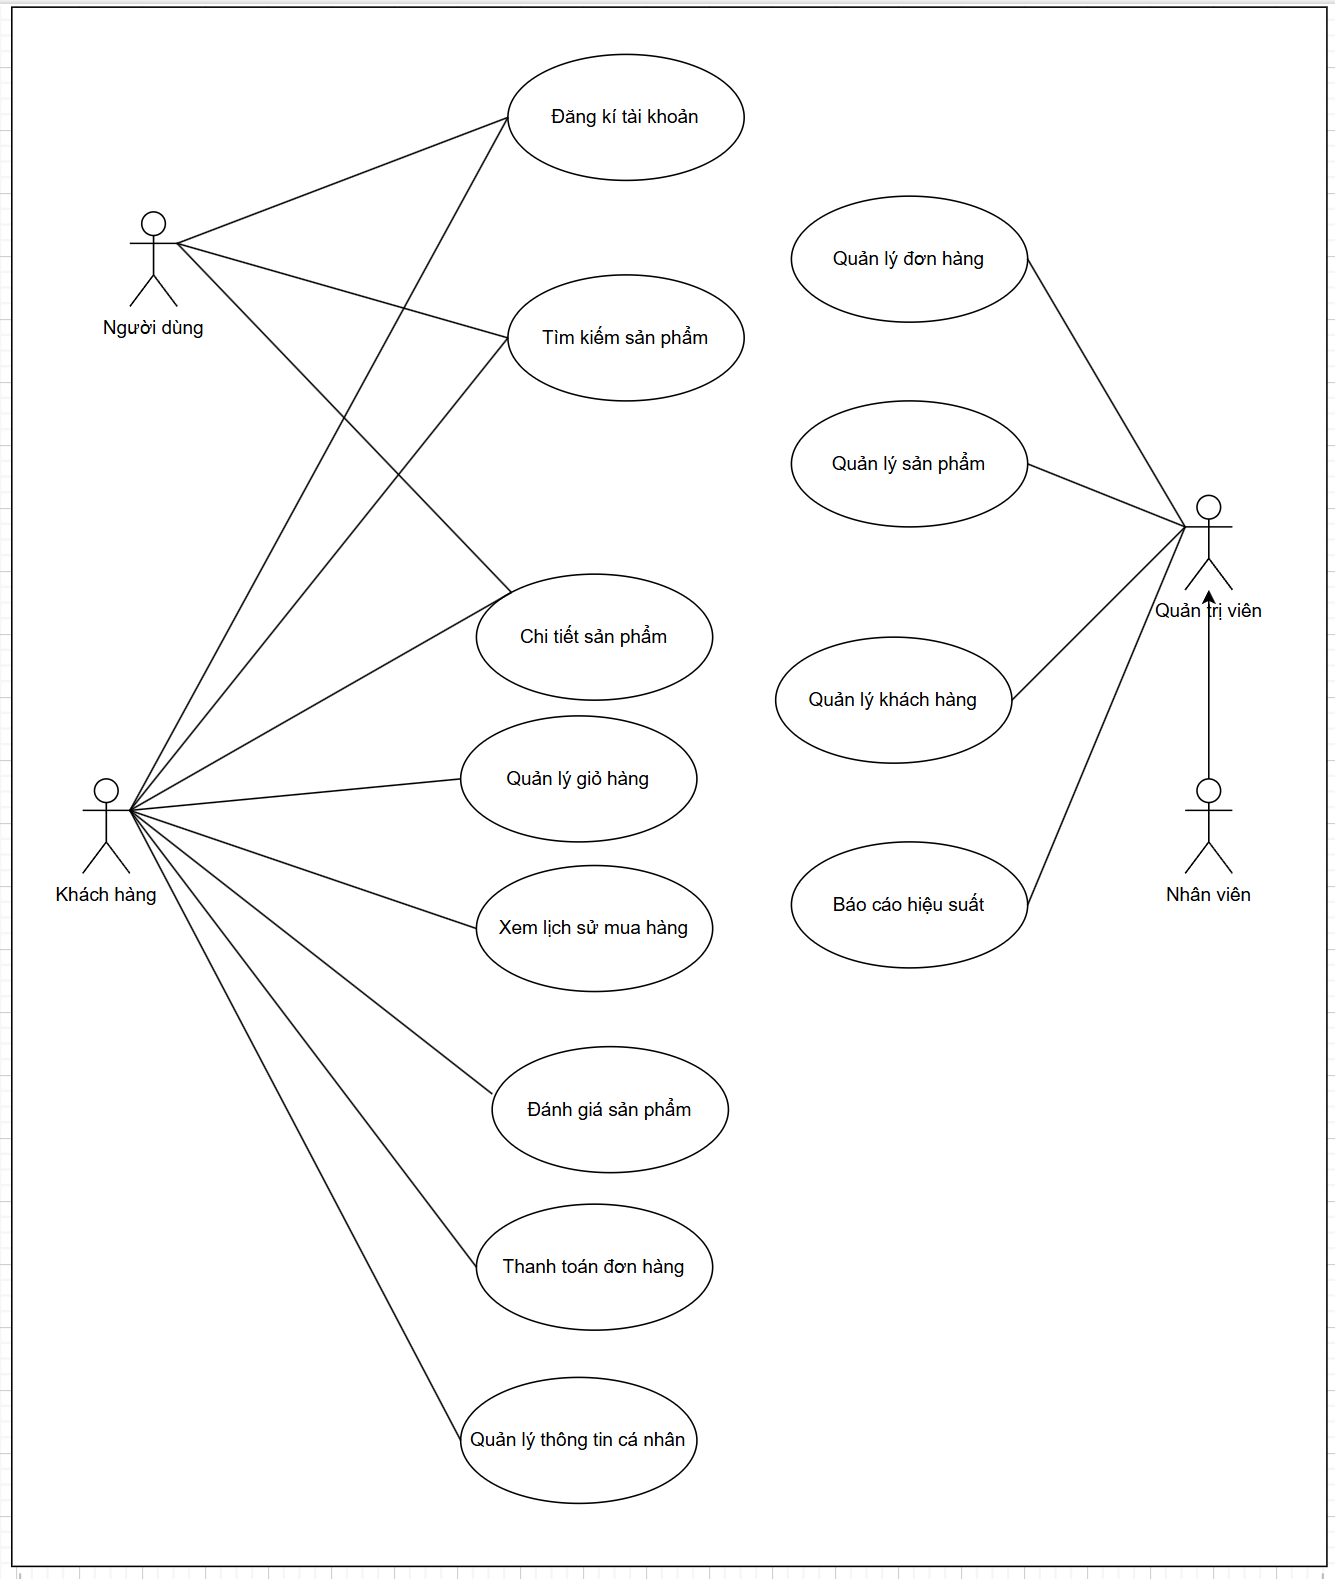 Đăng kí tài khoản
Quản lý đơn hàng
Người dùng
Tìm kiếm sản phẩm
Quản lý sản phẩm
Quản trị viên
Chi tiết sản phẩm
Quản lý khách hàng
Quản lý giỏ hàng
Khách hàng
Nhân viên
Báo cáo hiệu suất
Xem lịch sử mua hàng
Đánh giá sản phẩm
Thanh toán đơn hàng
Quản lý thông tin cá nhân